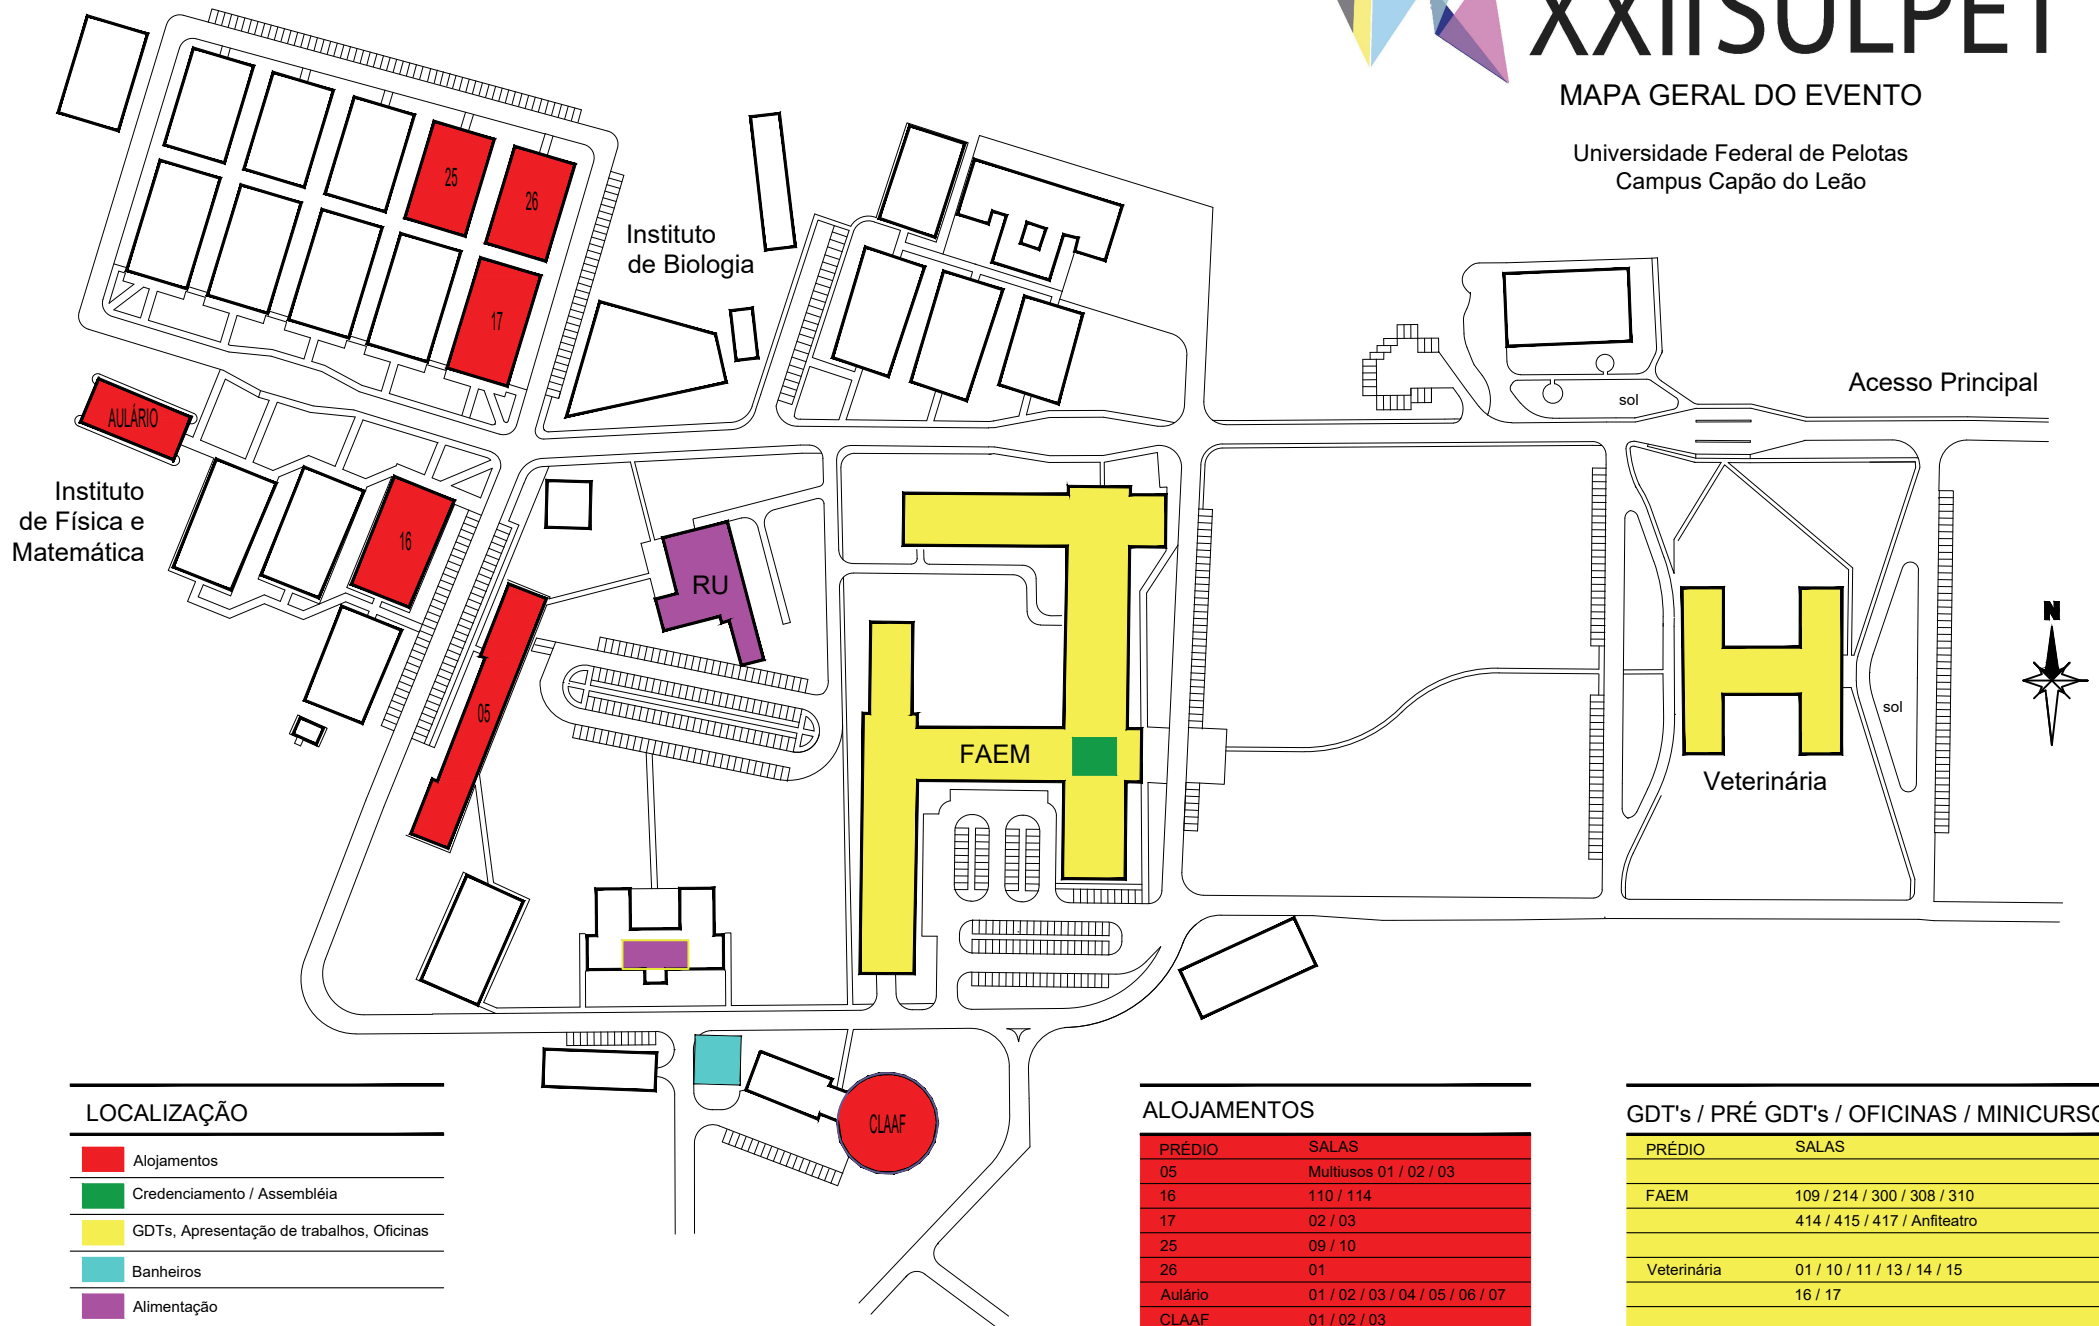 XXIISULPET
MAPA GERAL DO EVENTO
Universidade Federal de Pelotas
Campus Capão do Leão
25
26
17
Instituto
de Biologia
Acesso Principal
sol
AULÁRIO
Instituto
de Física e
Matemática
16
RU
05
FAEM
N
sol
Veterinária
CLAAF
LOCALIZAÇÃO
Alojamentos
Credenciamento / Assembléia
GDTs, Apresentação de trabalhos, Oficinas
Banheiros
Alimentação
ALOJAMENTOS
PRÉDIO SALAS
05 Multiusos 01 / 02 / 03
16 110 / 114
17 02 / 03
25 09 / 10
26 01
Aulário 01 / 02 / 03 / 04 / 05 / 06 / 07
CLAAF 01 / 02 / 03
GDT's / PRÉ GDT's / OFICINAS / MINICURSO
PRÉDIO SALAS
FAEM 109 / 214 / 300 / 308 / 310
414 / 415 / 417 / Anfiteatro
Veterinária 01 / 10 / 11 / 13 / 14 / 15
16 / 17